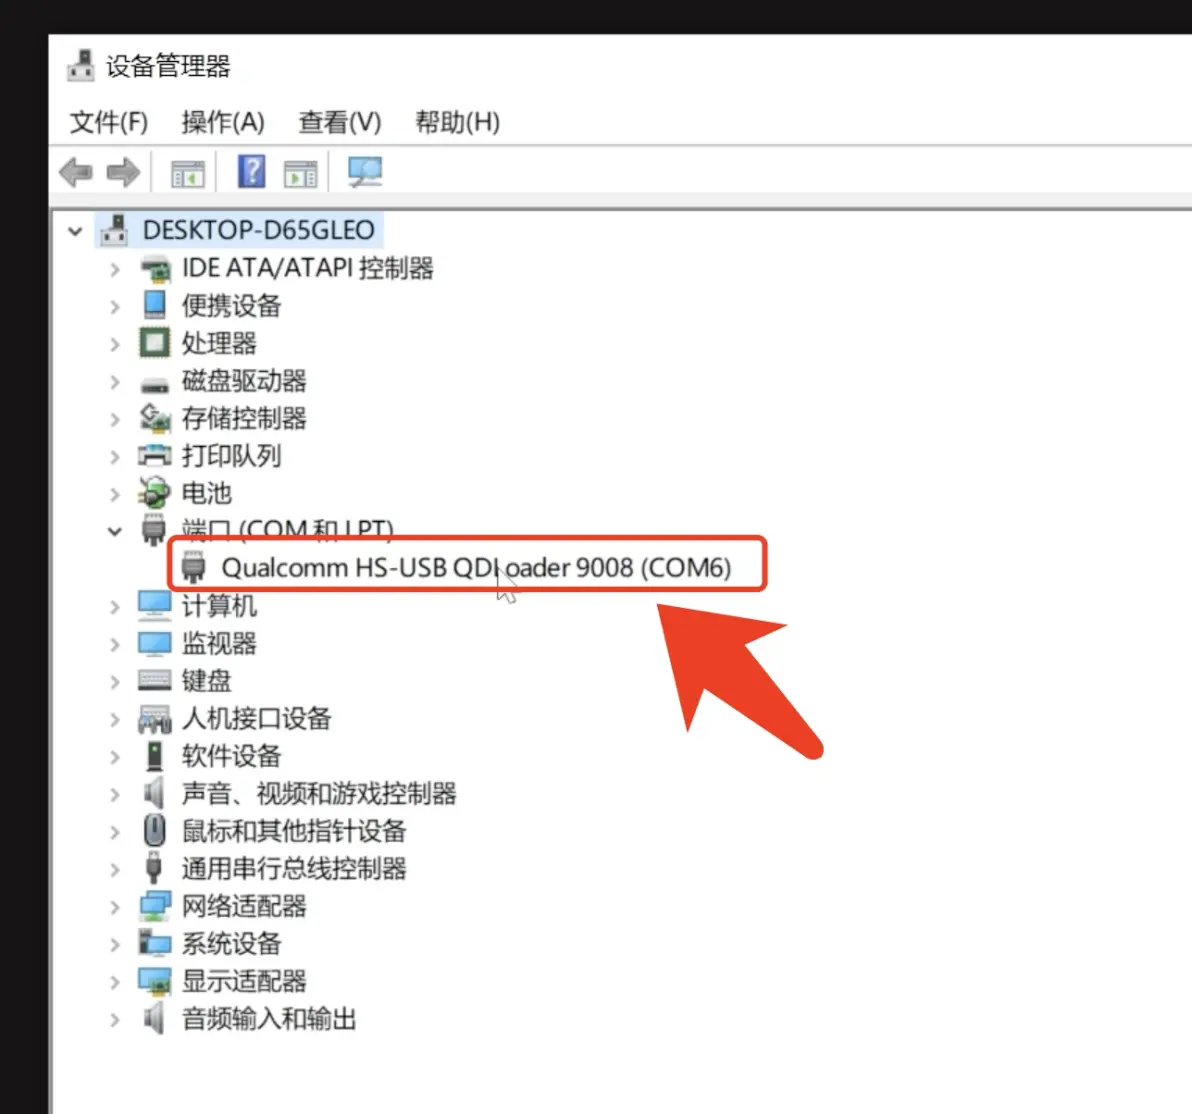 设备管理器
文件(F) 操作(A) 查看(V) 帮助(H)
DESKTOP-D65GLEO
IDE ATA/ATAPI 控制器
便携设备
处理器
磁盘驱动器
存储控制器
打印队列
电池
端口 (COM 和 LPT)
Qualcomm HS-USB QDLoader 9008 (COM6)
计算机
监视器
键盘
人机接口设备
软件设备
声音、视频和游戏控制器
鼠标和其他指针设备
通用串行总线控制器
网络适配器
系统设备
显示适配器
音频输入和输出